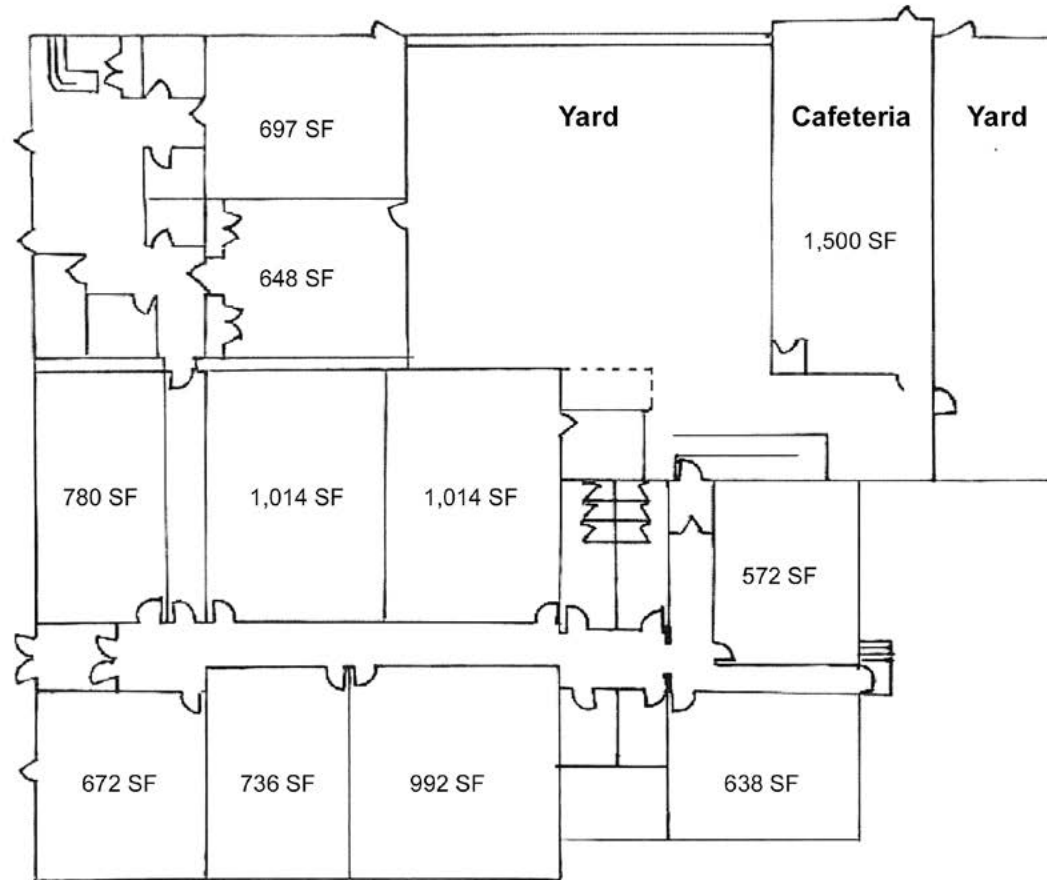 Yard
Cafeteria
Yard
697 SF
1,500 SF
648 SF
780 SF
1,014 SF
1,014 SF
572 SF
672 SF
736 SF
992 SF
638 SF